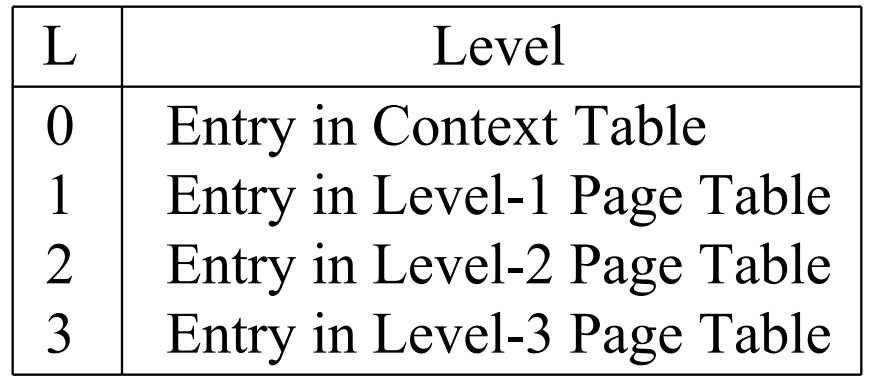 L Level
0 Entry in Context Table
1 Entry in Level-1 Page Table
2 Entry in Level-2 Page Table
3 Entry in Level-3 Page Table